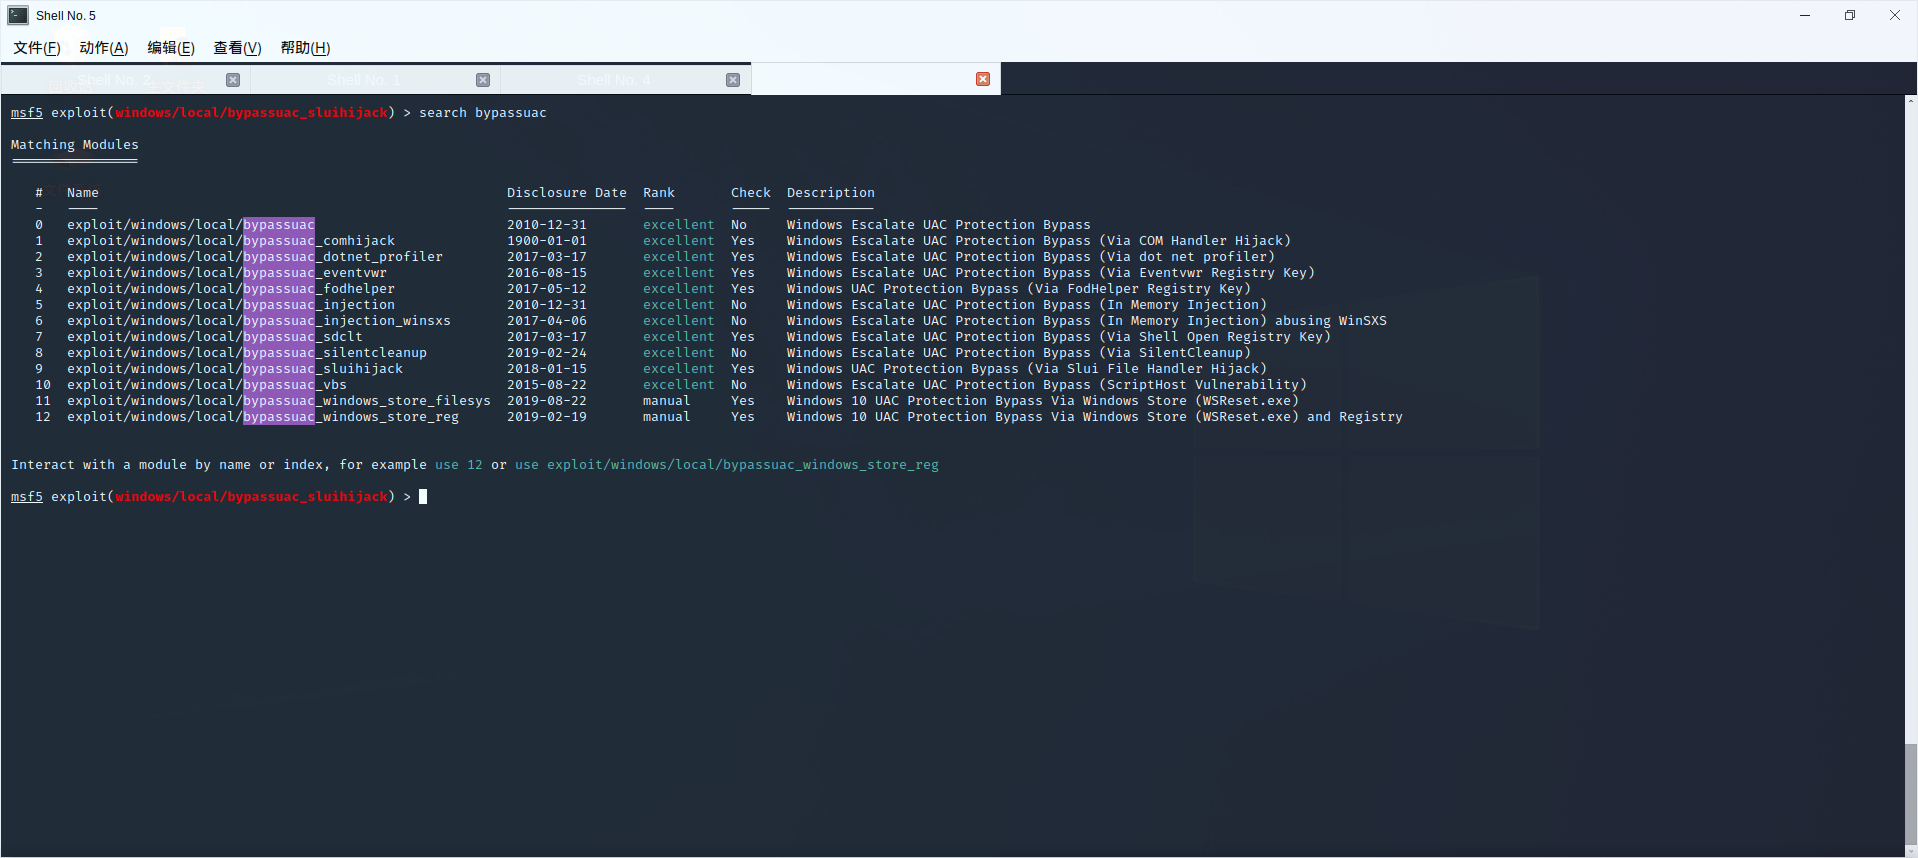 Shell No. 5
文件(F) 动作(A) 编辑(E) 查看(V) 帮助(H)
Shell No. 2 Shell No. 1 Shell No. 4
msf5 exploit(windows/local/bypassuac_sluihijack) > search bypassuac
Matching Modules
================
# Name Disclosure Date Rank Check Description
- ---- --------------- ---- ----- -----------
0 exploit/windows/local/bypassuac 2010-12-31 excellent No Windows Escalate UAC Protection Bypass
1 exploit/windows/local/bypassuac_comhijack 1900-01-01 excellent Yes Windows Escalate UAC Protection Bypass (Via COM Handler Hijack)
2 exploit/windows/local/bypassuac_dotnet_profiler 2017-03-17 excellent Yes Windows Escalate UAC Protection Bypass (Via dot net profiler)
3 exploit/windows/local/bypassuac_eventvwr 2016-08-15 excellent Yes Windows Escalate UAC Protection Bypass (Via Eventvwr Registry Key)
4 exploit/windows/local/bypassuac_fodhelper 2017-05-12 excellent Yes Windows UAC Protection Bypass (Via FodHelper Registry Key)
5 exploit/windows/local/bypassuac_injection 2010-12-31 excellent No Windows Escalate UAC Protection Bypass (In Memory Injection)
6 exploit/windows/local/bypassuac_injection_winsxs 2017-04-06 excellent No Windows Escalate UAC Protection Bypass (In Memory Injection) abusing WinSXS
7 exploit/windows/local/bypassuac_sdclt 2017-03-17 excellent Yes Windows Escalate UAC Protection Bypass (Via Shell Open Registry Key)
8 exploit/windows/local/bypassuac_silentcleanup 2019-02-24 excellent No Windows Escalate UAC Protection Bypass (Via SilentCleanup)
9 exploit/windows/local/bypassuac_sluihijack 2018-01-15 excellent Yes Windows UAC Protection Bypass (Via Slui File Handler Hijack)
10 exploit/windows/local/bypassuac_vbs 2015-08-22 excellent No Windows Escalate UAC Protection Bypass (ScriptHost Vulnerability)
11 exploit/windows/local/bypassuac_windows_store_filesys 2019-08-22 manual Yes Windows 10 UAC Protection Bypass Via Windows Store (WSReset.exe)
12 exploit/windows/local/bypassuac_windows_store_reg 2019-02-19 manual Yes Windows 10 UAC Protection Bypass Via Windows Store (WSReset.exe) and Registry
Interact with a module by name or index, for example use 12 or use exploit/windows/local/bypassuac_windows_store_reg
msf5 exploit(windows/local/bypassuac_sluihijack) >